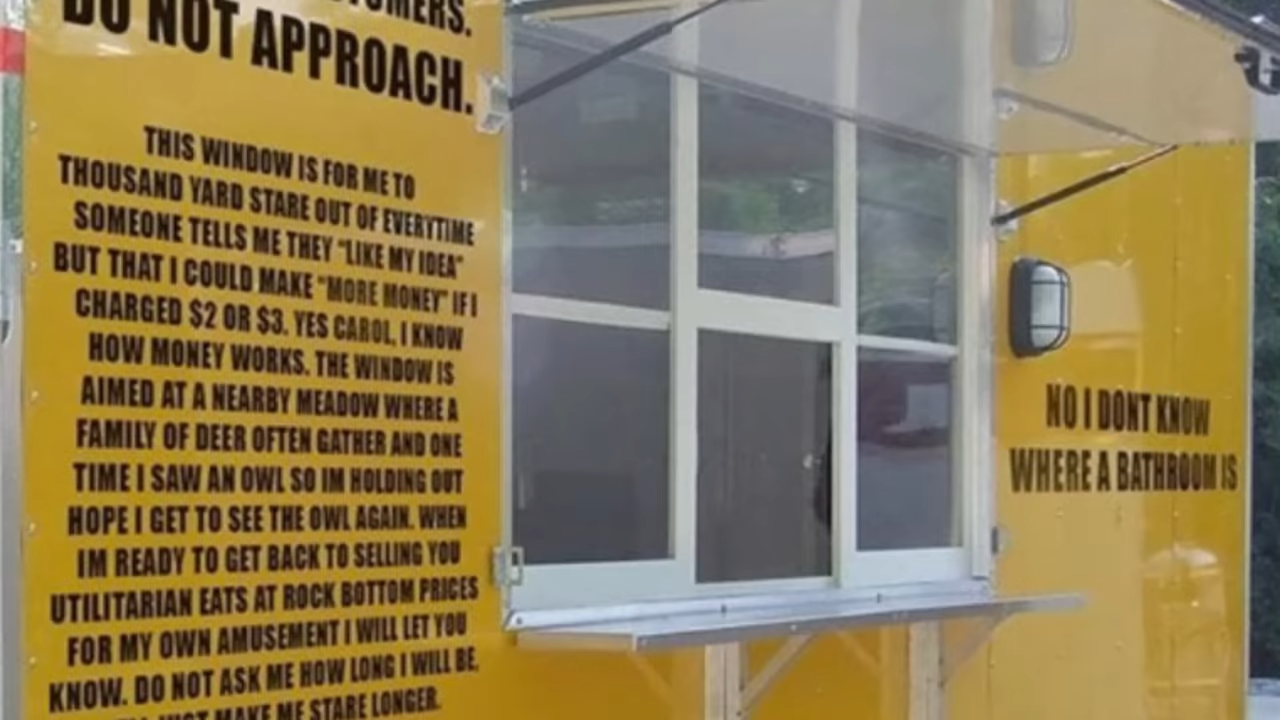 DO NOT APPROACH.
THIS WINDOW IS FOR ME TO
THOUSAND YARD STARE OUT OF EVERYTIME
SOMEONE TELLS ME THEY "LIKE MY IDEA"
BUT THAT I COULD MAKE "MORE MONEY" IF I
CHARGED $2 OR $3. YES CAROL, I KNOW
HOW MONEY WORKS. THE WINDOW IS
AIMED AT A NEARBY MEADOW WHERE A
FAMILY OF DEER OFTEN GATHER AND ONE
TIME I SAW AN OWL SO IM HOLDING OUT
HOPE I GET TO SEE THE OWL AGAIN. WHEN
IM READY TO GET BACK TO SELLING YOU
UTILITARIAN EATS AT ROCK BOTTOM PRICES
FOR MY OWN AMUSEMENT I WILL LET YOU
KNOW. DO NOT ASK ME HOW LONG I WILL BE.
JUST MAKE ME STARE LONGER.
NO I DONT KNOW
WHERE A BATHROOM IS